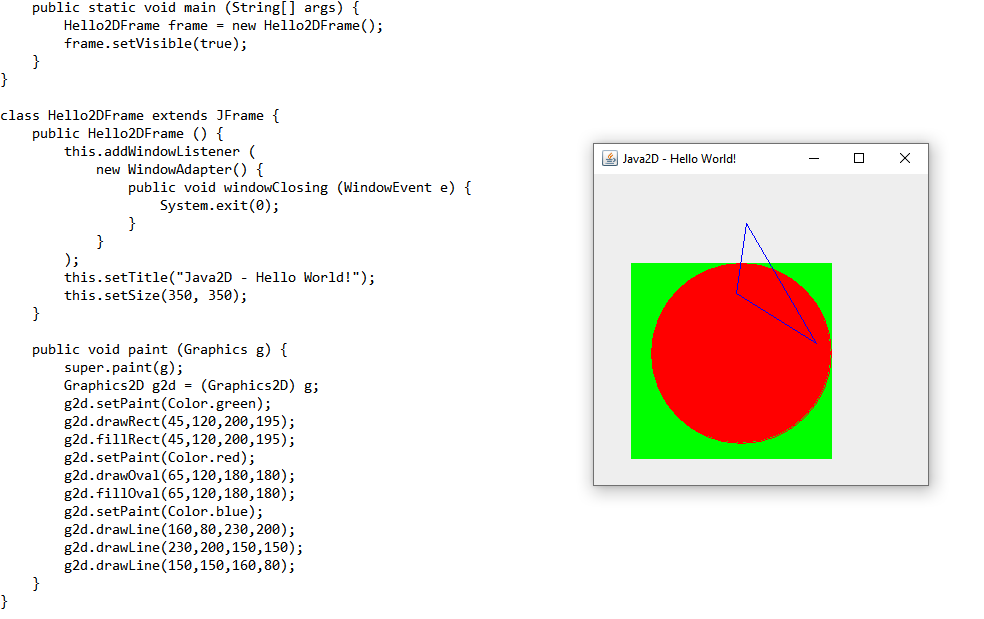 public static void main (String[] args) {
        Hello2DFrame frame = new Hello2DFrame();
        frame.setVisible(true);
    }
}

class Hello2DFrame extends JFrame {
    public Hello2DFrame () {
        this.addWindowListener (
            new WindowAdapter() {
                public void windowClosing (WindowEvent e) {
                    System.exit(0);
                }
            }
        );
        this.setTitle("Java2D - Hello World!");
        this.setSize(350, 350);
    }

    public void paint (Graphics g) {
        super.paint(g);
        Graphics2D g2d = (Graphics2D) g;
        g2d.setPaint(Color.green);
        g2d.drawRect(45,120,200,195);
        g2d.fillRect(45,120,200,195);
        g2d.setPaint(Color.red);
        g2d.drawOval(65,120,180,180);
        g2d.fillOval(65,120,180,180);
        g2d.setPaint(Color.blue);
        g2d.drawLine(160,80,230,200);
        g2d.drawLine(230,200,150,150);
        g2d.drawLine(150,150,160,80);
    }
}
Java2D - Hello World!